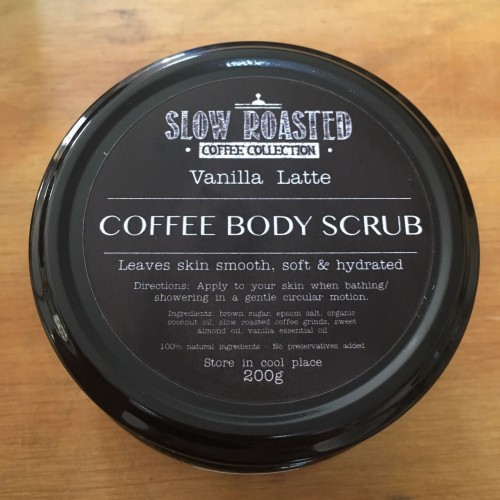 SLOW ROASTED
• COFFEE COLLECTION •
Vanilla Latte
COFFEE BODY SCRUB
Leaves skin smooth, soft & hydrated
Directions: Apply to your skin when bathing/
showering in a gentle circular motion.
Ingredients: brown sugar, epsom salt, organic
coconut oil, slow roasted coffee grinds, sweet
almond oil, vanilla essential oil
100% natural ingredients - No preservatives added
Store in cool place
200g